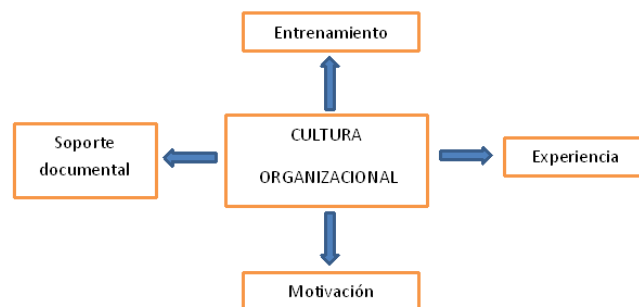 Entrenamiento
Soporte
documental
CULTURA
ORGANIZACIONAL
Experiencia
Motivación